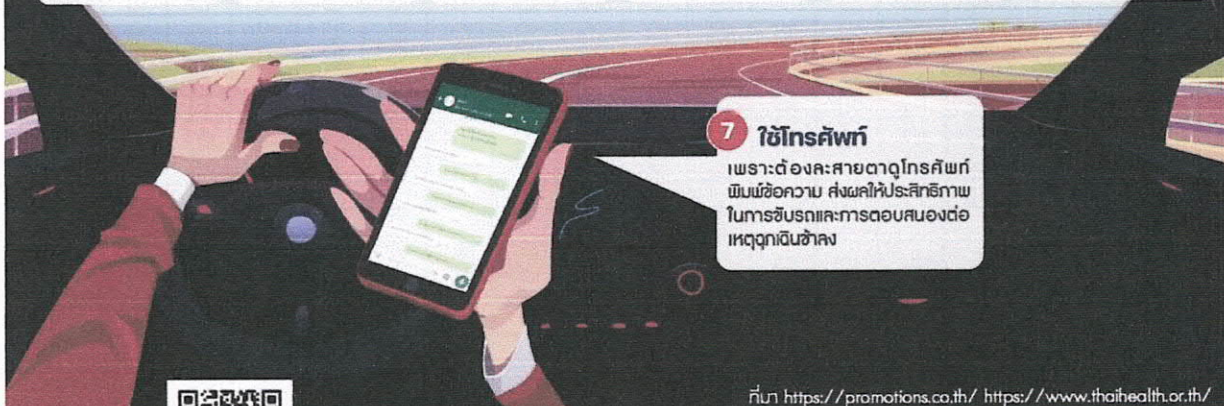 7 ใช้โทรศัพท์
เพราะต้องละสายตาดูโทรศัพท์
พิมพ์ข้อความ ส่งผลให้ประสิทธิภาพ
ในการขับรถและการตอบสนองต่อ
เหตุฉุกเฉินช้าลง
ที่มา https://promotions.co.th/ https://www.thaihealth.or.th/